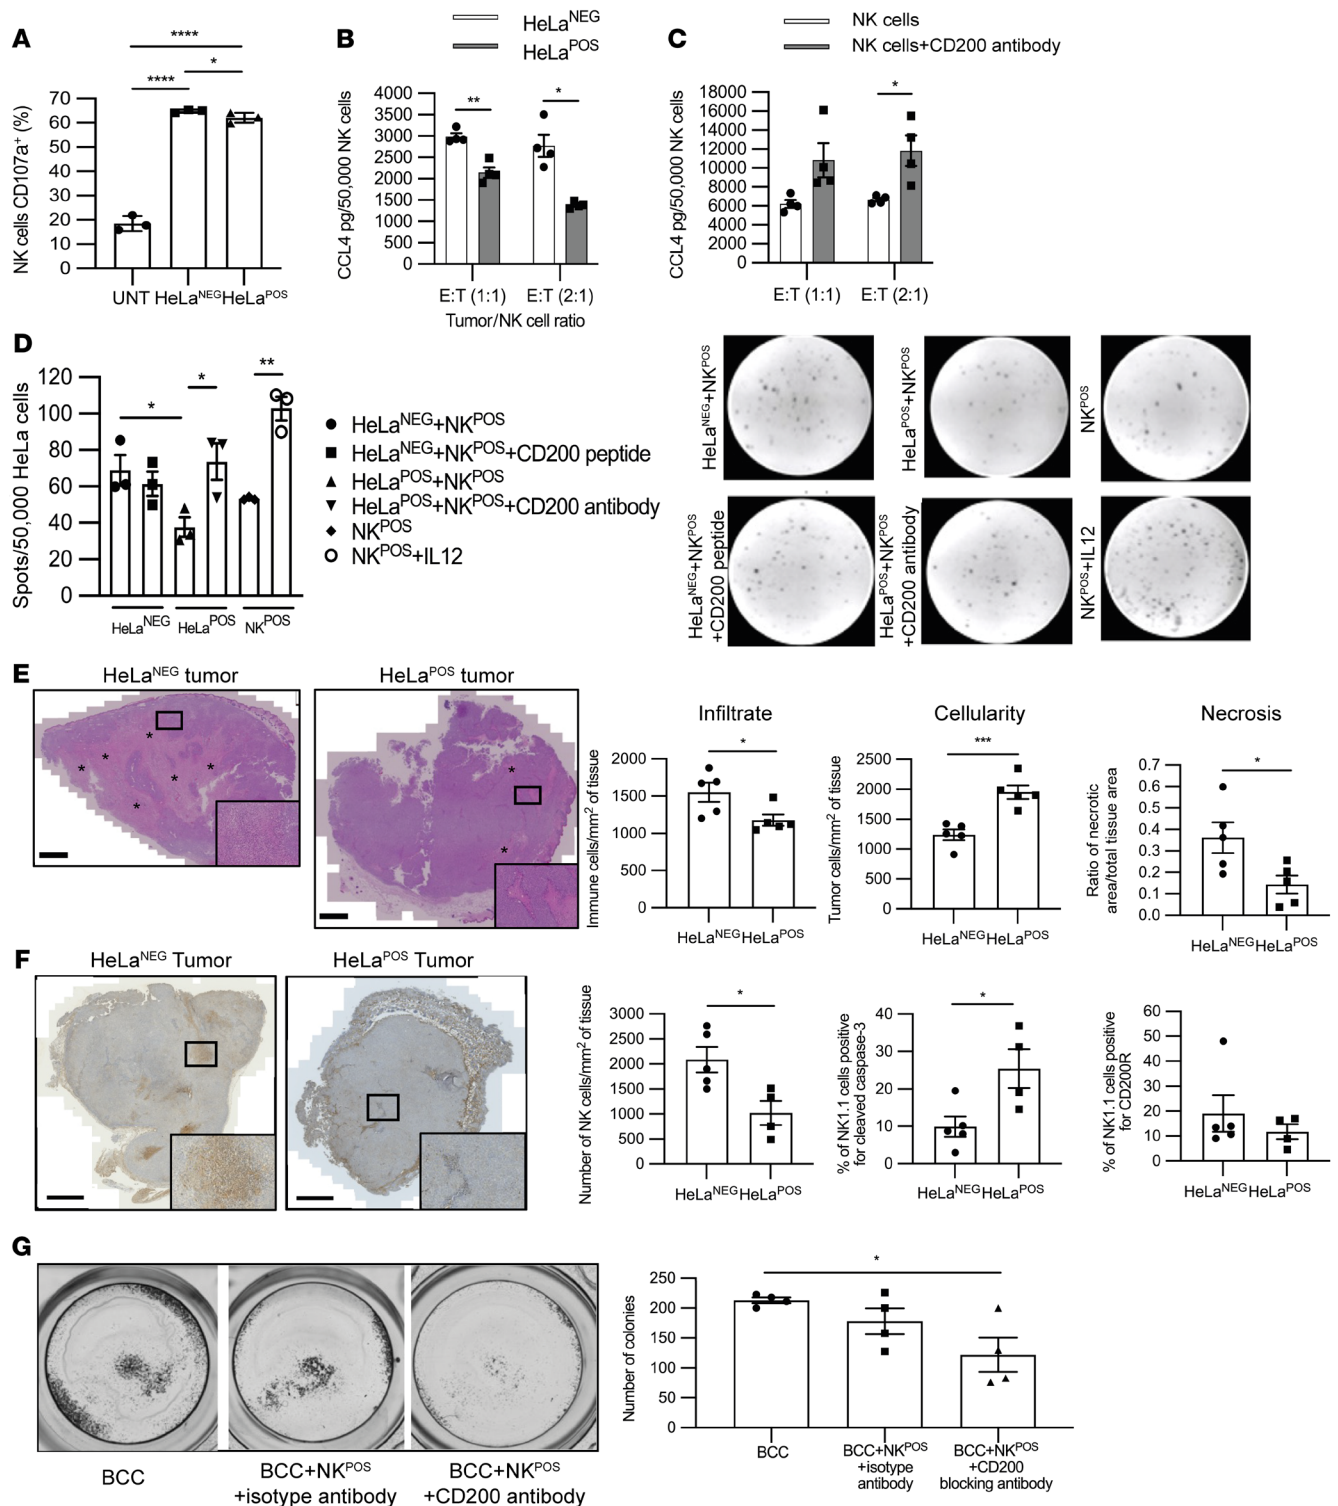 A
****
****
*
NK cells CD107a⁺ (%)
70
60
50
40
30
20
10
0
UNT HeLaᴺᴱᴳ HeLaᴾᴼˢ
B
HeLaᴺᴱᴳ
HeLaᴾᴼˢ
CCL4 pg/50,000 NK cells
4000
3500
3000
2500
2000
1500
1000
500
0
**
*
E:T (1:1) E:T (2:1)
Tumor/NK cell ratio
C
NK cells
NK cells+CD200 antibody
CCL4 pg/50,000 NK cells
18000
16000
14000
12000
10000
8000
6000
4000
2000
0
*
E:T (1:1) E:T (2:1)
D
Spots/50,000 HeLa cells
120
100
80
60
40
20
0
*
*
**
HeLaᴺᴱᴳ HeLaᴾᴼˢ NKᴾᴼˢ
HeLaᴺᴱᴳ+NKᴾᴼˢ
HeLaᴺᴱᴳ+NKᴾᴼˢ+CD200 peptide
HeLaᴾᴼˢ+NKᴾᴼˢ
HeLaᴾᴼˢ+NKᴾᴼˢ+CD200 antibody
NKᴾᴼˢ
NKᴾᴼˢ+IL12
HeLaᴺᴱᴳ+NKᴾᴼˢ
HeLaᴾᴼˢ+NKᴾᴼˢ
NKᴾᴼˢ
HeLaᴺᴱᴳ+NKᴾᴼˢ
+CD200 peptide
HeLaᴾᴼˢ+NKᴾᴼˢ
+CD200 antibody
NKᴾᴼˢ+IL12
E
HeLaᴺᴱᴳ tumor
HeLaᴾᴼˢ tumor
* * * * * *
* *
Infiltrate
Immune cells/mm² of tissue
2000
1500
1000
500
0
*
HeLaᴺᴱᴳ HeLaᴾᴼˢ
Cellularity
Tumor cells/mm² of tissue
2500
2000
1500
1000
500
0
***
HeLaᴺᴱᴳ HeLaᴾᴼˢ
Necrosis
Ratio of necrotic
area/total tissue area
0.7
0.6
0.5
0.4
0.3
0.2
0.1
0.0
*
HeLaᴺᴱᴳ HeLaᴾᴼˢ
F
HeLaᴺᴱᴳ Tumor
HeLaᴾᴼˢ Tumor
Number of NK cells/mm² of tissue
3000
2500
2000
1500
1000
500
0
*
HeLaᴺᴱᴳ HeLaᴾᴼˢ
% of NK1.1 cells positive
for cleaved caspase-3
40
30
20
10
0
*
HeLaᴺᴱᴳ HeLaᴾᴼˢ
% of NK1.1 cells positive
for CD200R
60
50
40
30
20
10
0
HeLaᴺᴱᴳ HeLaᴾᴼˢ
G
BCC
BCC+NKᴾᴼˢ
+isotype antibody
BCC+NKᴾᴼˢ
+CD200 antibody
Number of colonies
250
200
150
100
50
0
*
BCC
BCC+NKᴾᴼˢ
+isotype
antibody
BCC+NKᴾᴼˢ
+CD200
blocking antibody